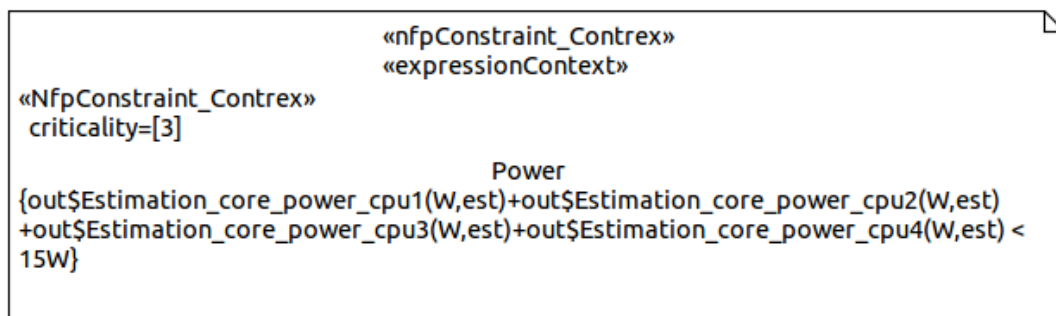 «nfpConstraint_Contrex»
«expressionContext»
«NfpConstraint_Contrex»
criticality=[3]
Power
{out$Estimation_core_power_cpu1(W,est)+out$Estimation_core_power_cpu2(W,est)
+out$Estimation_core_power_cpu3(W,est)+out$Estimation_core_power_cpu4(W,est) <
15W}